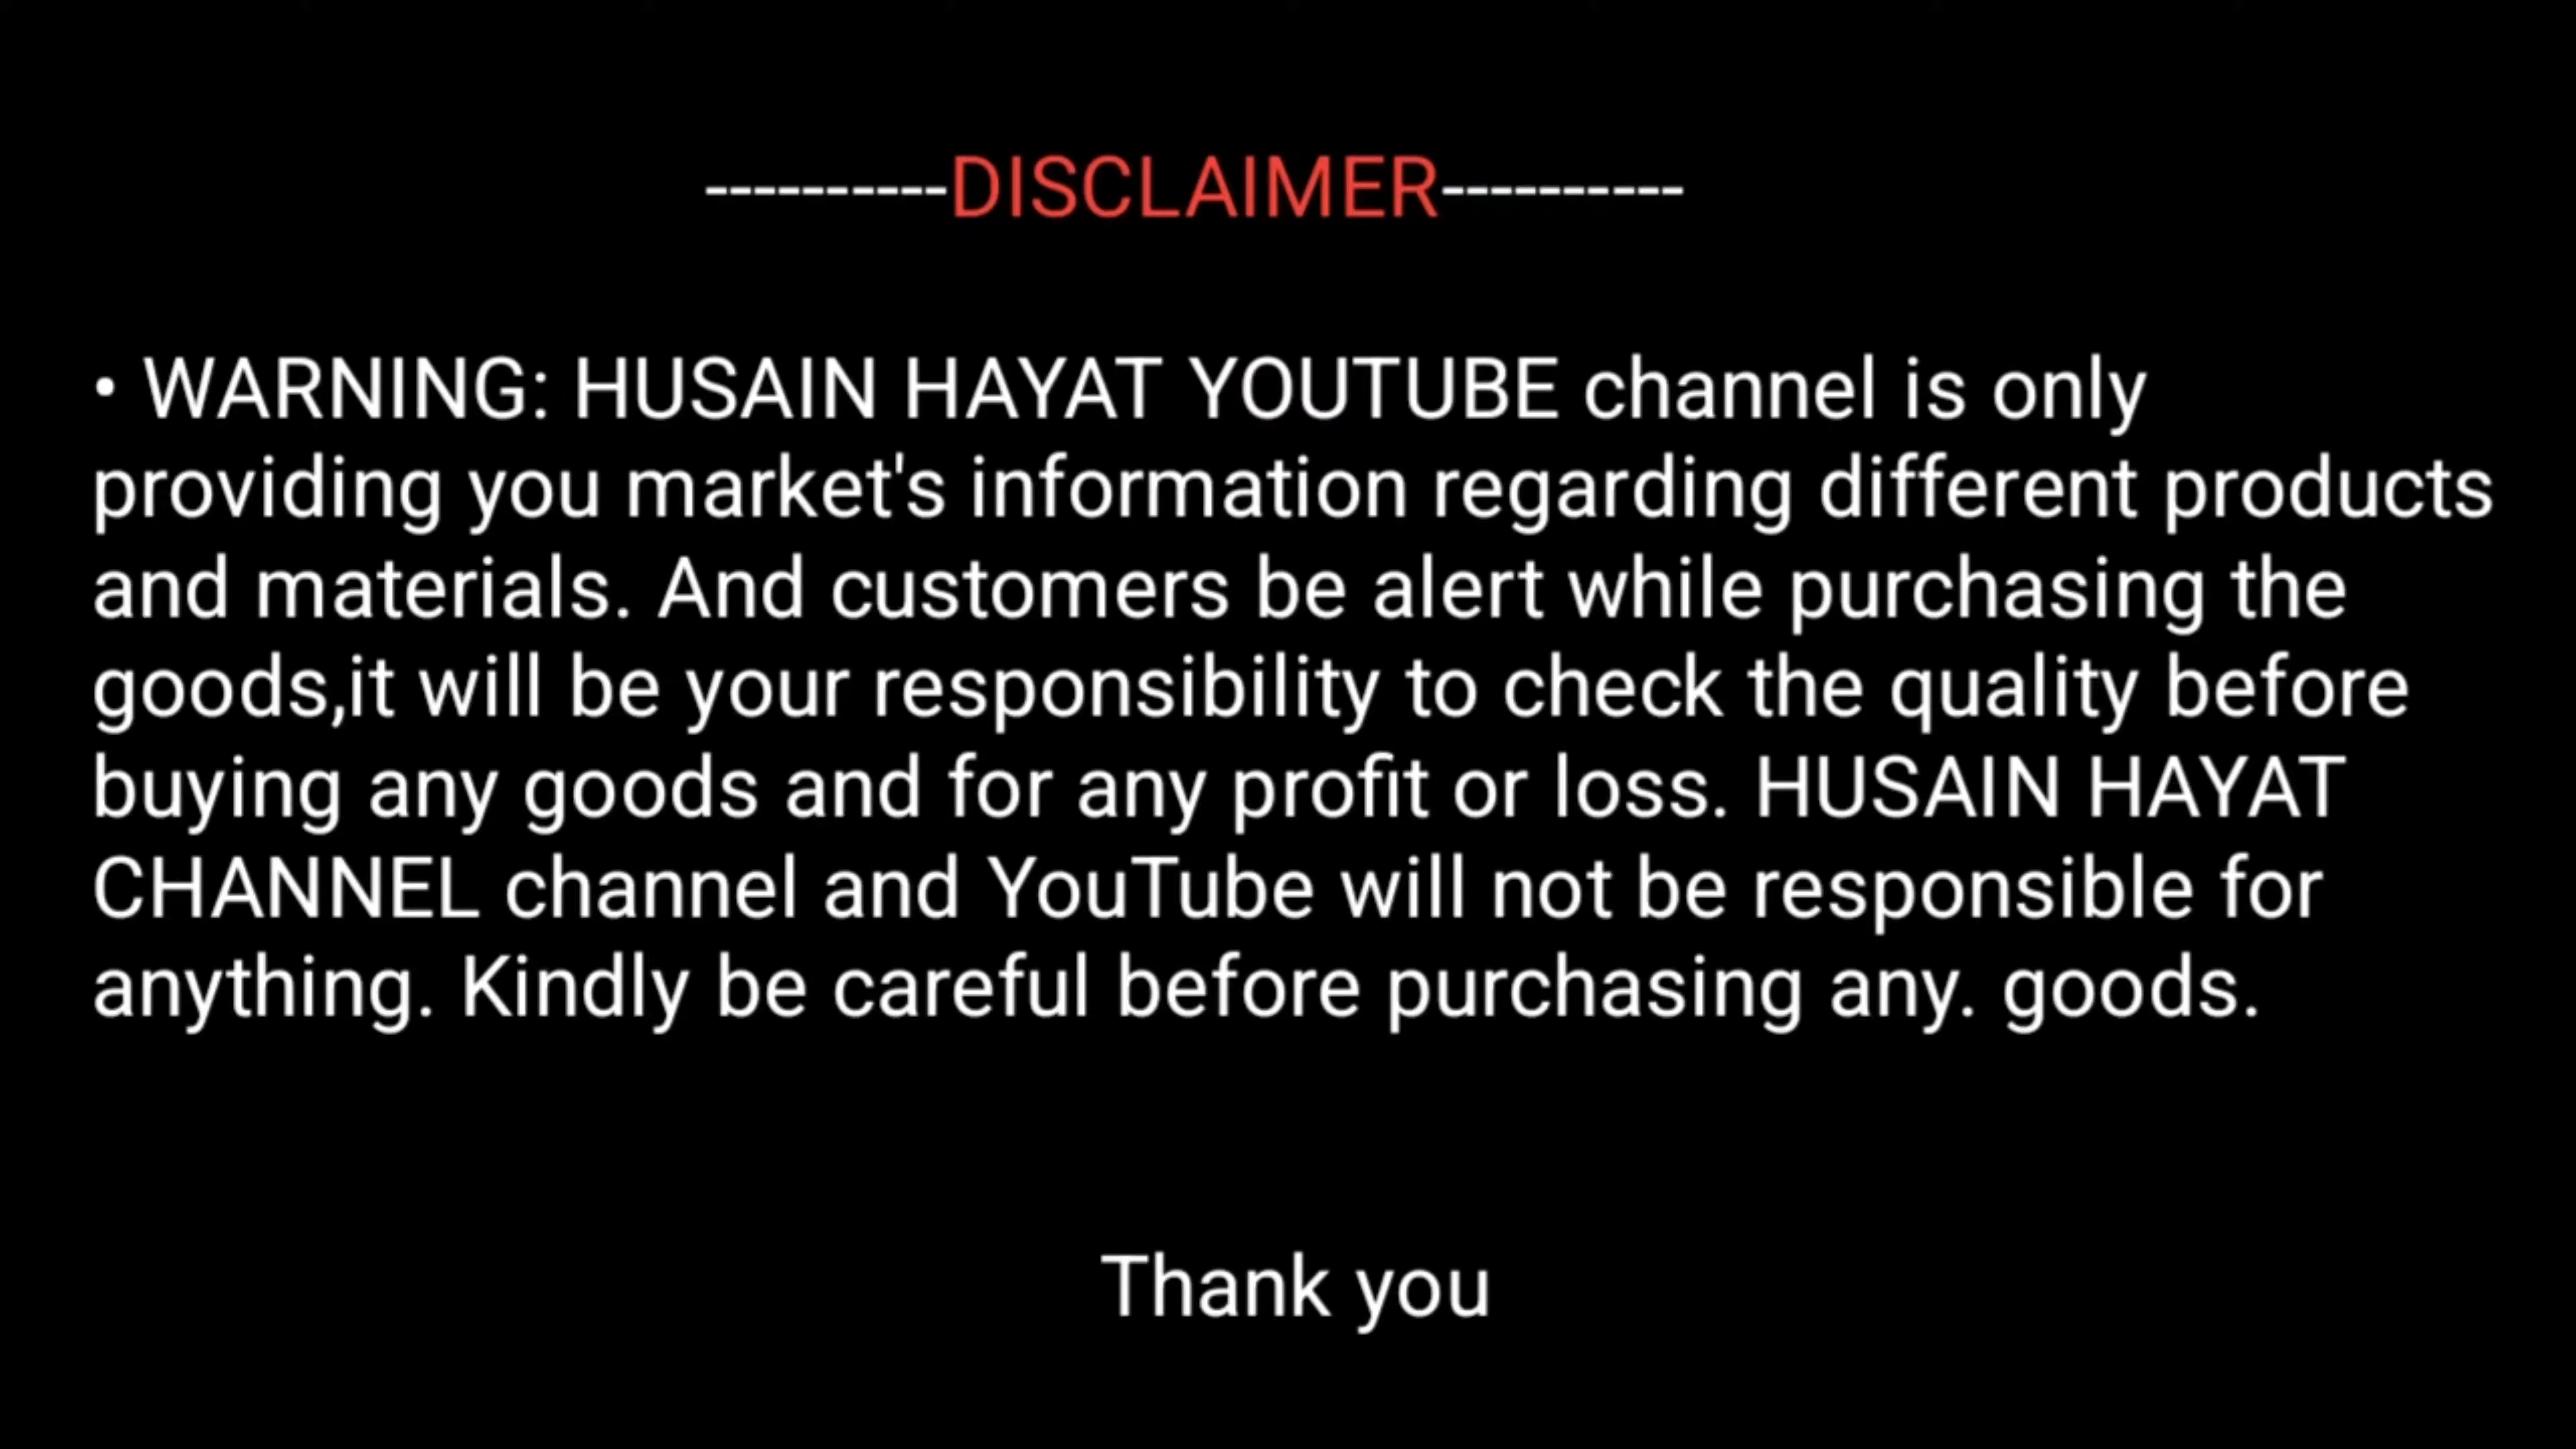 ----------DISCLAIMER----------
• WARNING: HUSAIN HAYAT YOUTUBE channel is only
providing you market's information regarding different products
and materials. And customers be alert while purchasing the
goods,it will be your responsibility to check the quality before
buying any goods and for any profit or loss. HUSAIN HAYAT
CHANNEL channel and YouTube will not be responsible for
anything. Kindly be careful before purchasing any. goods.
Thank you